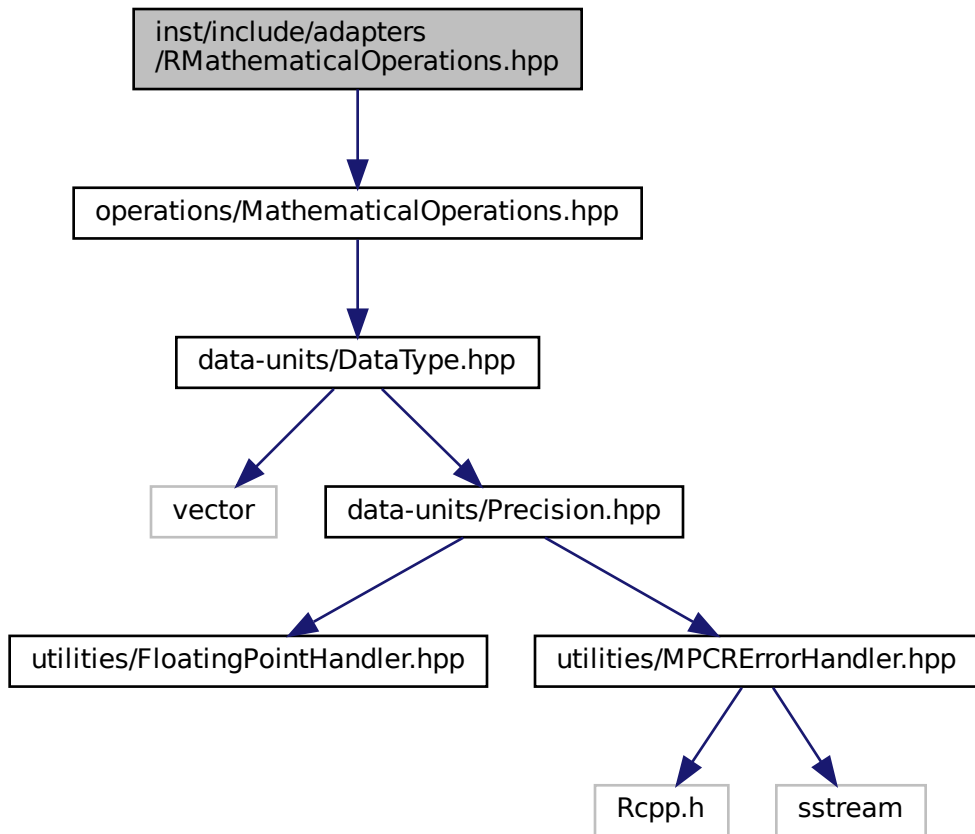 inst/include/adapters
/RMathematicalOperations.hpp
operations/MathematicalOperations.hpp
data-units/DataType.hpp
vector
data-units/Precision.hpp
utilities/FloatingPointHandler.hpp
utilities/MPCRErrorHandler.hpp
Rcpp.h
sstream